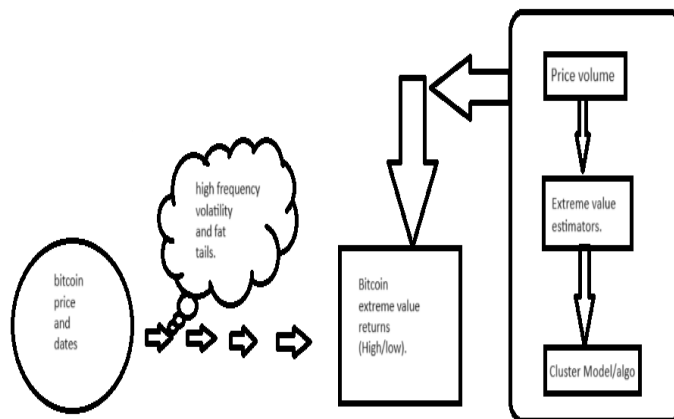 bitcoin
price
and
dates
high frequency
volatility
and fat
tails.
Bitcoin
extreme value
returns
(High/low).
Price volume
Extreme value
estimators.
Cluster Model/algo